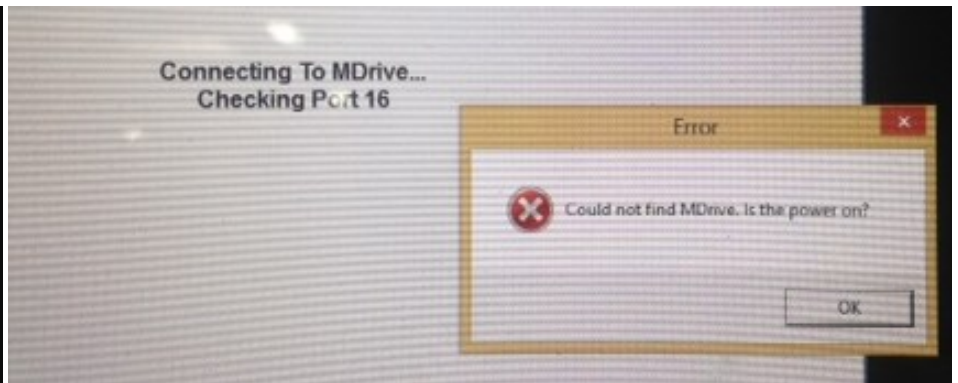 Connecting To MDrive...
Checking Port 16
Error
Could not find MDrive. Is the power on?
OK